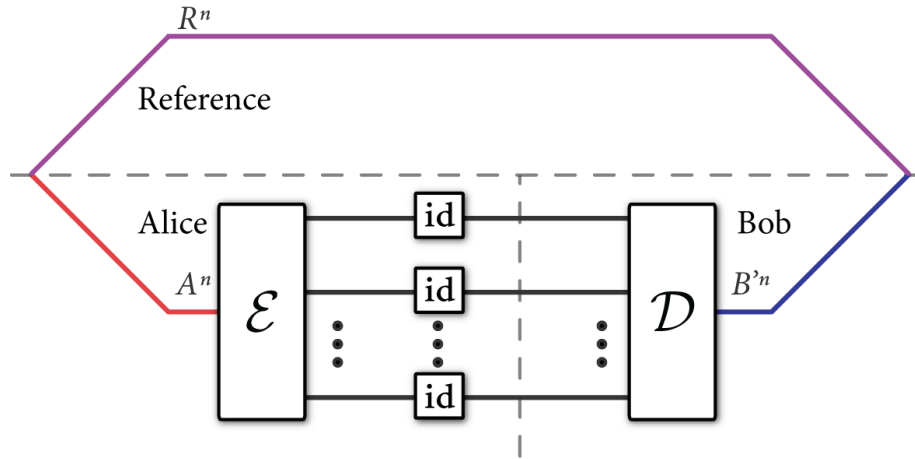 Rⁿ
Reference
Alice
id
Bob
Aⁿ
ℰ
id
𝒟
B'ⁿ
id